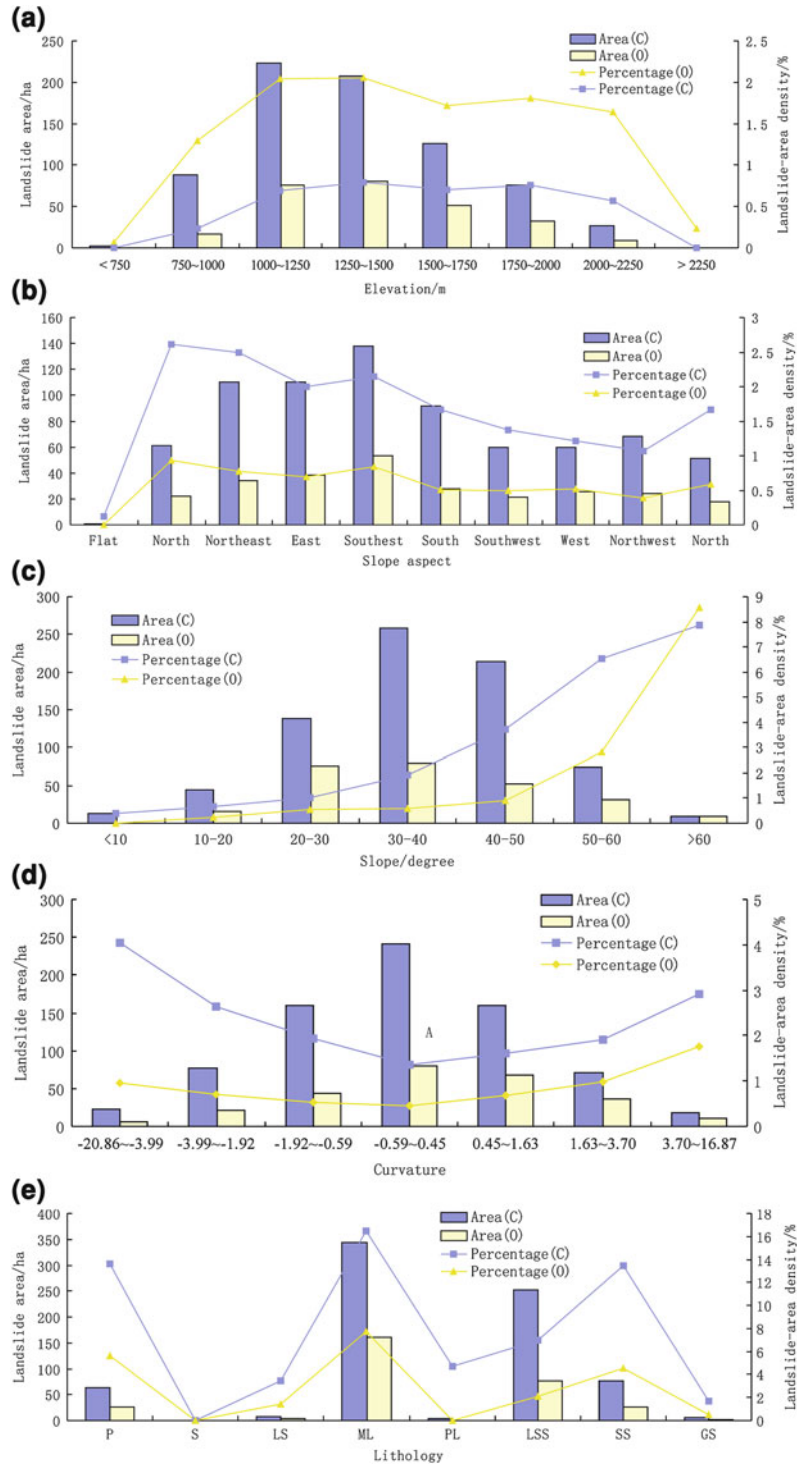 (a)
Landslide area/ha
250
200
150
100
50
0
Area(C)
Area(O)
Percentage(O)
Percentage(C)
2.5
2
1.5
1
0.5
0
Landslide-area density/%
<750 750~1000 1000~1250 1250~1500 1500~1750 1750~2000 2000~2250 >2250
Elevation/m
(b)
Landslide area/ha
160
140
120
100
80
60
40
20
0
Area(C)
Area(O)
Percentage(C)
Percentage(O)
3
2.5
2
1.5
1
0.5
0
Landslide-area density/%
Flat North Northeast East Southest South Southwest West Northwest North
Slope aspect
(c)
Landslide area/ha
300
250
200
150
100
50
0
Area(C)
Area(O)
Percentage(C)
Percentage(O)
9
8
7
6
5
4
3
2
1
0
Landslide-area density/%
<10 10-20 20-30 30-40 40-50 50-60 >60
Slope/degree
(d)
Landslide area/ha
300
250
200
150
100
50
0
Area(C)
Area(O)
Percentage(C)
Percentage(O)
A
5
4
3
2
1
0
Landslide-area density/%
-20.86~-3.99 -3.99~-1.92 -1.92~-0.59 -0.59~0.45 0.45~1.63 1.63~3.70 3.70~16.87
Curvature
(e)
Landslide area/ha
400
350
300
250
200
150
100
50
0
Area(C)
Area(O)
Percentage(C)
Percentage(O)
18
16
14
12
10
8
6
4
2
0
Landslide-area density/%
P S LS ML PL LSS SS GS
Lithology